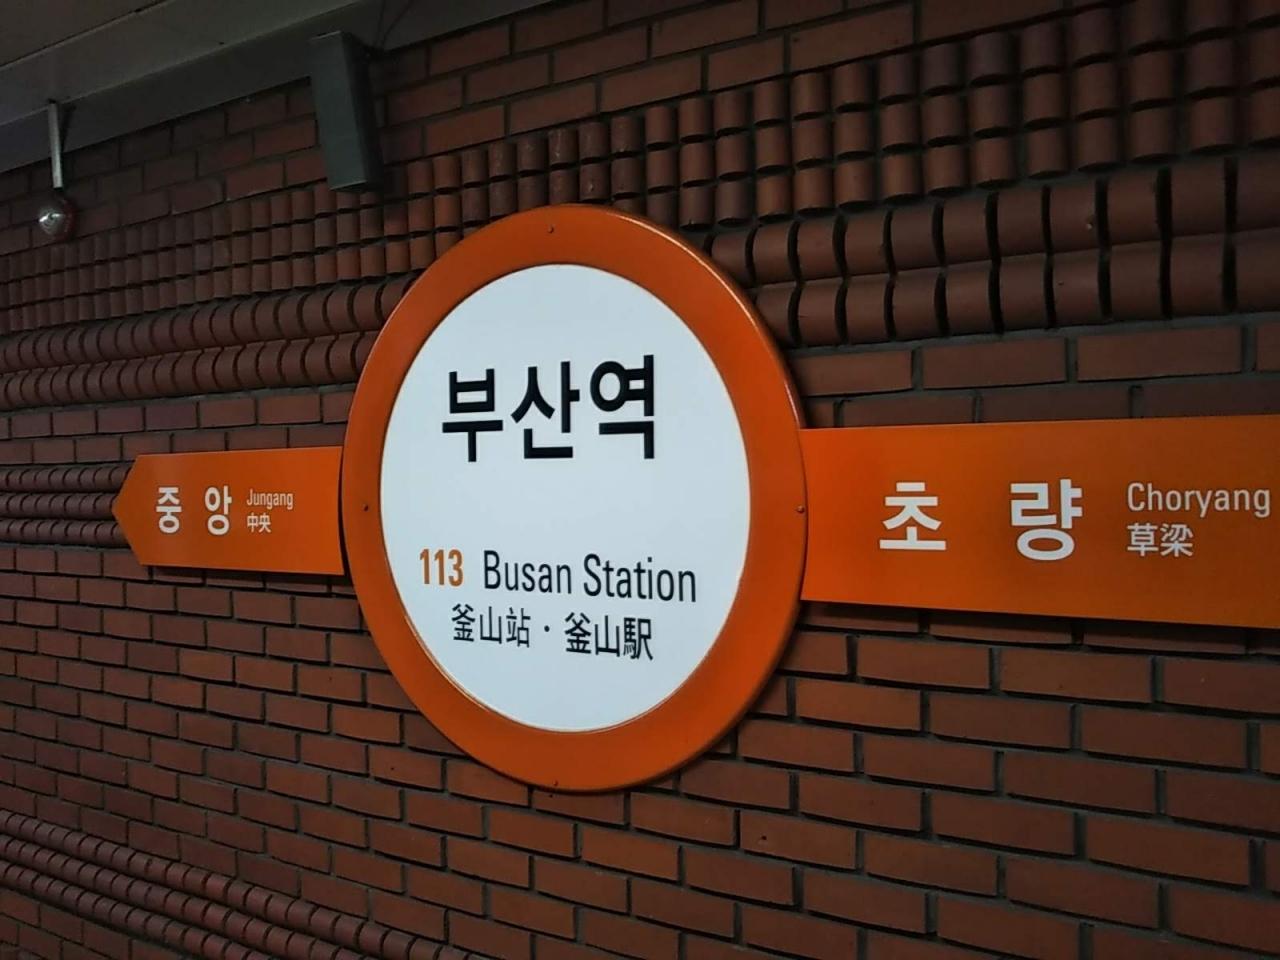 중앙 Jungang
中央
부산역
113 Busan Station
釜山站·釜山駅
초량 Choryang
草梁